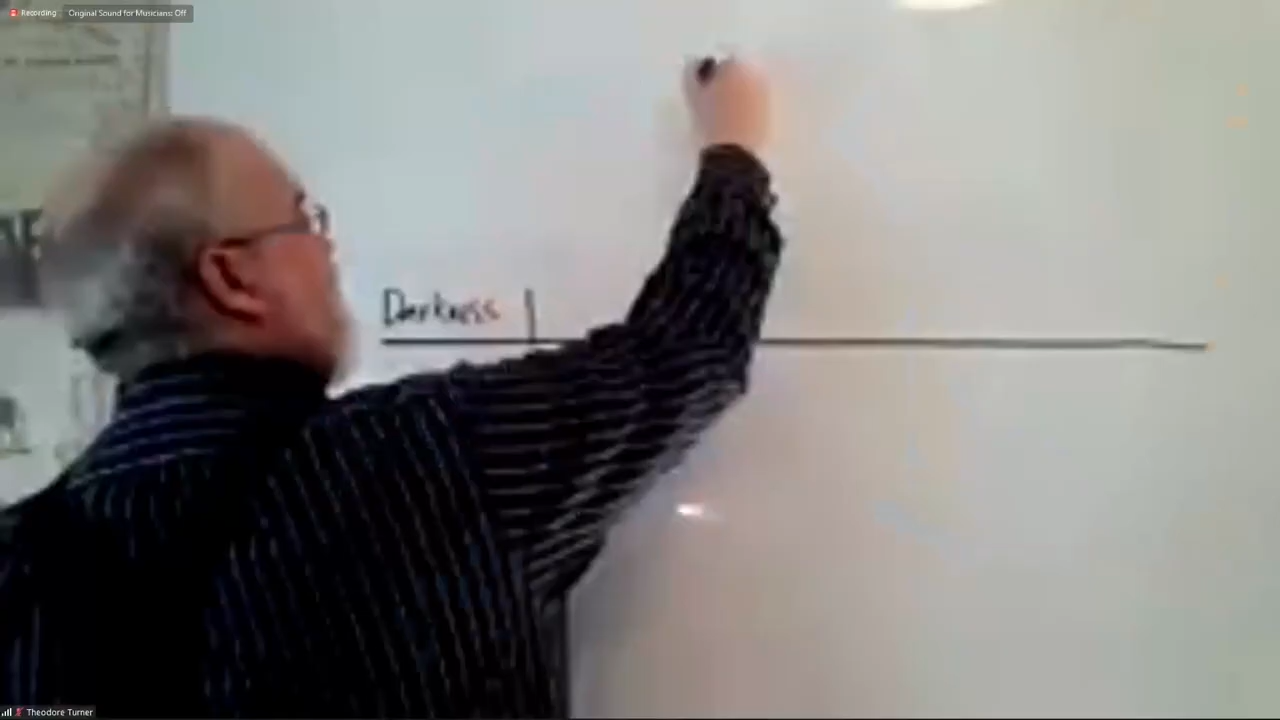 Recording Original Sound for Musicians: Off
Darkness
Theodore Turner